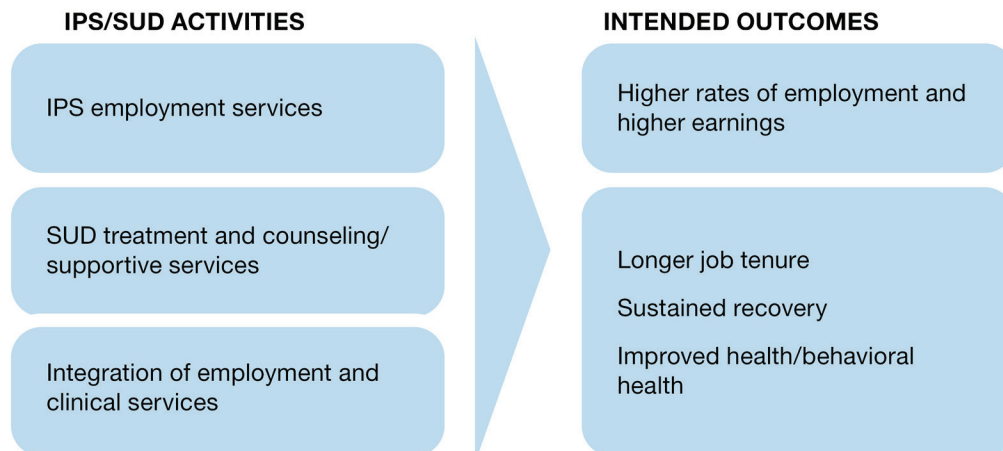 IPS/SUD ACTIVITIES
IPS employment services
SUD treatment and counseling/
supportive services
Integration of employment and
clinical services
INTENDED OUTCOMES
Higher rates of employment and
higher earnings
Longer job tenure
Sustained recovery
Improved health/behavioral
health